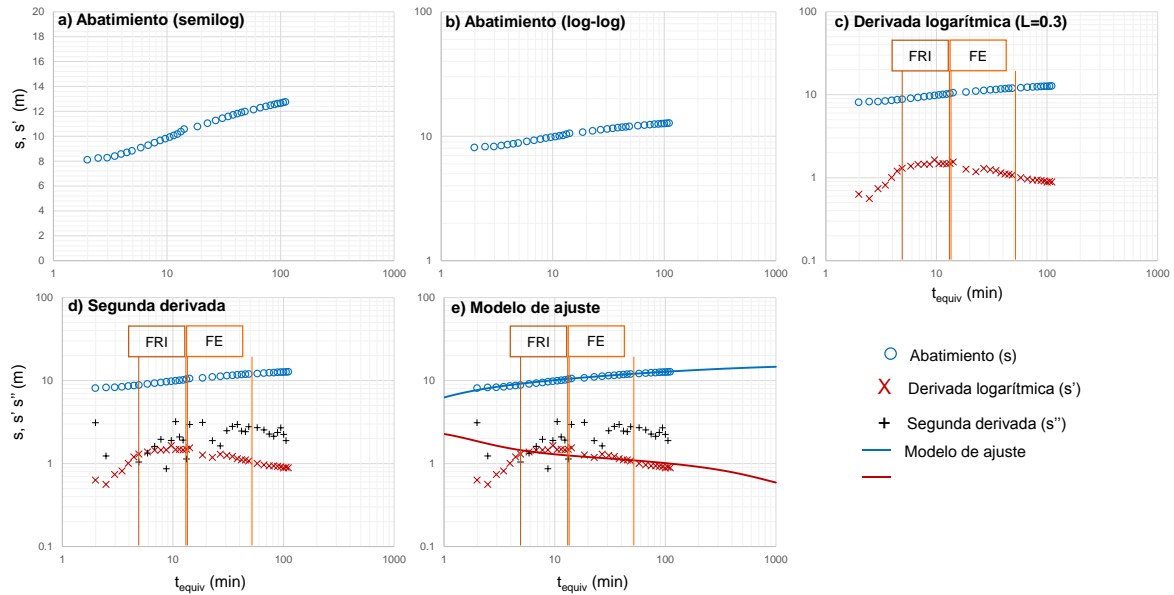 a) Abatimiento (semilog)
s, s' (m)
20
18
16
14
12
10
8
6
4
2
0
1
10
100
1000
b) Abatimiento (log-log)
100
10
1
1
10
100
1000
c) Derivada logarítmica (L=0.3)
FRI
FE
100
10
1
0.1
1
10
100
1000
tequiv (min)
d) Segunda derivada
FRI
FE
s, s' s'' (m)
100
10
1
0.1
1
10
100
1000
tequiv (min)
e) Modelo de ajuste
FRI
FE
100
10
1
0.1
1
10
100
1000
tequiv (min)
Abatimiento (s)
Derivada logarítmica (s')
Segunda derivada (s'')
Modelo de ajuste